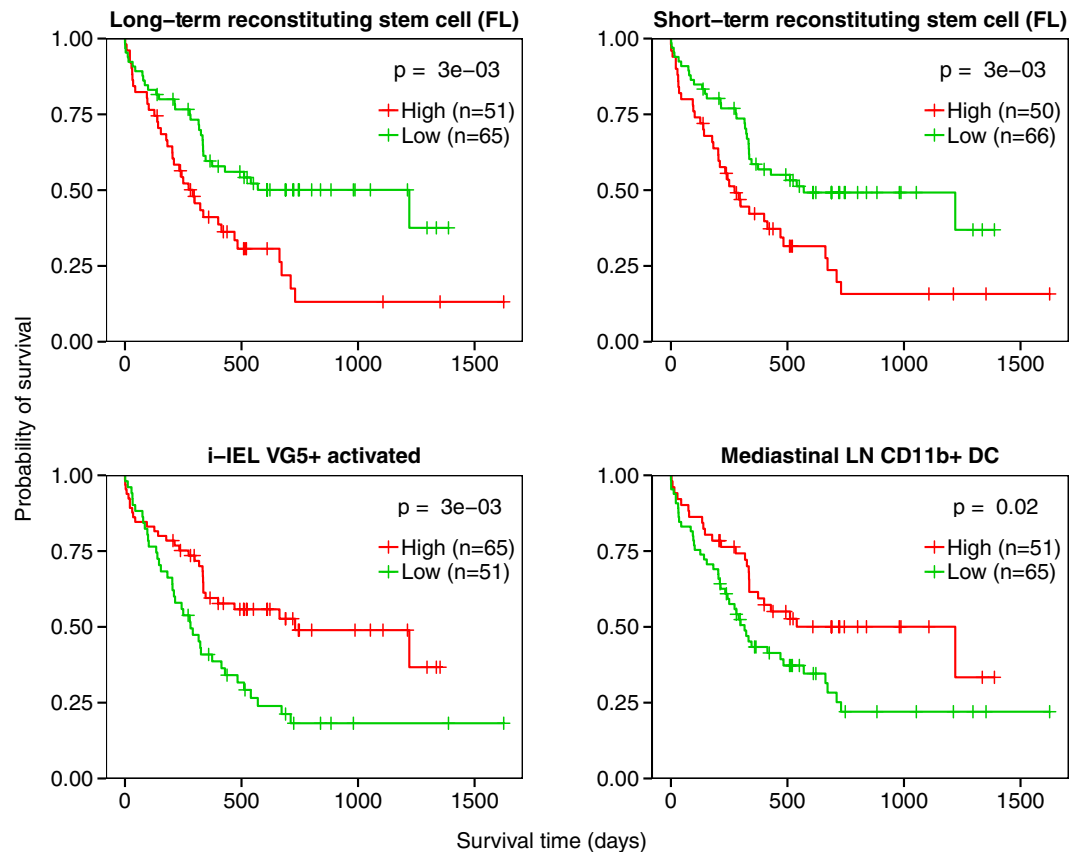 Long−term reconstituting stem cell (FL)
1.00
0.75
0.50
0.25
0.00
p = 3e−03
High (n=51)
Low (n=65)
0 500 1000 1500
Short−term reconstituting stem cell (FL)
1.00
0.75
0.50
0.25
0.00
p = 3e−03
High (n=50)
Low (n=66)
0 500 1000 1500
Probability of survival
i−IEL VG5+ activated
1.00
0.75
0.50
0.25
0.00
p = 3e−03
High (n=65)
Low (n=51)
0 500 1000 1500
Mediastinal LN CD11b+ DC
1.00
0.75
0.50
0.25
0.00
p = 0.02
High (n=51)
Low (n=65)
0 500 1000 1500
Survival time (days)